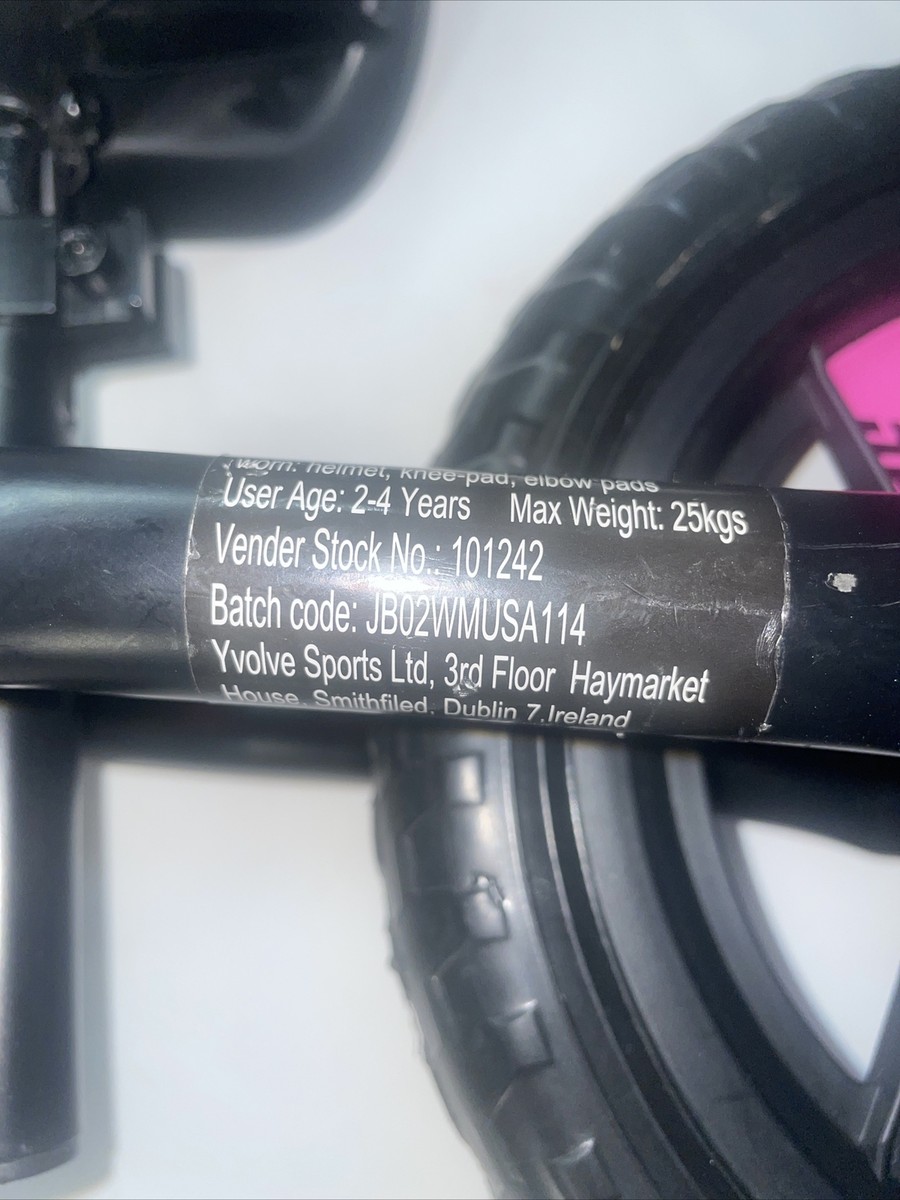 worn: helmet, knee-pad, elbow pads
User Age: 2-4 Years Max Weight: 25kgs
Vender Stock No.: 101242
Batch code: JB02WMUSA114
Yvolve Sports Ltd, 3rd Floor Haymarket
House, Smithfiled, Dublin 7,Ireland